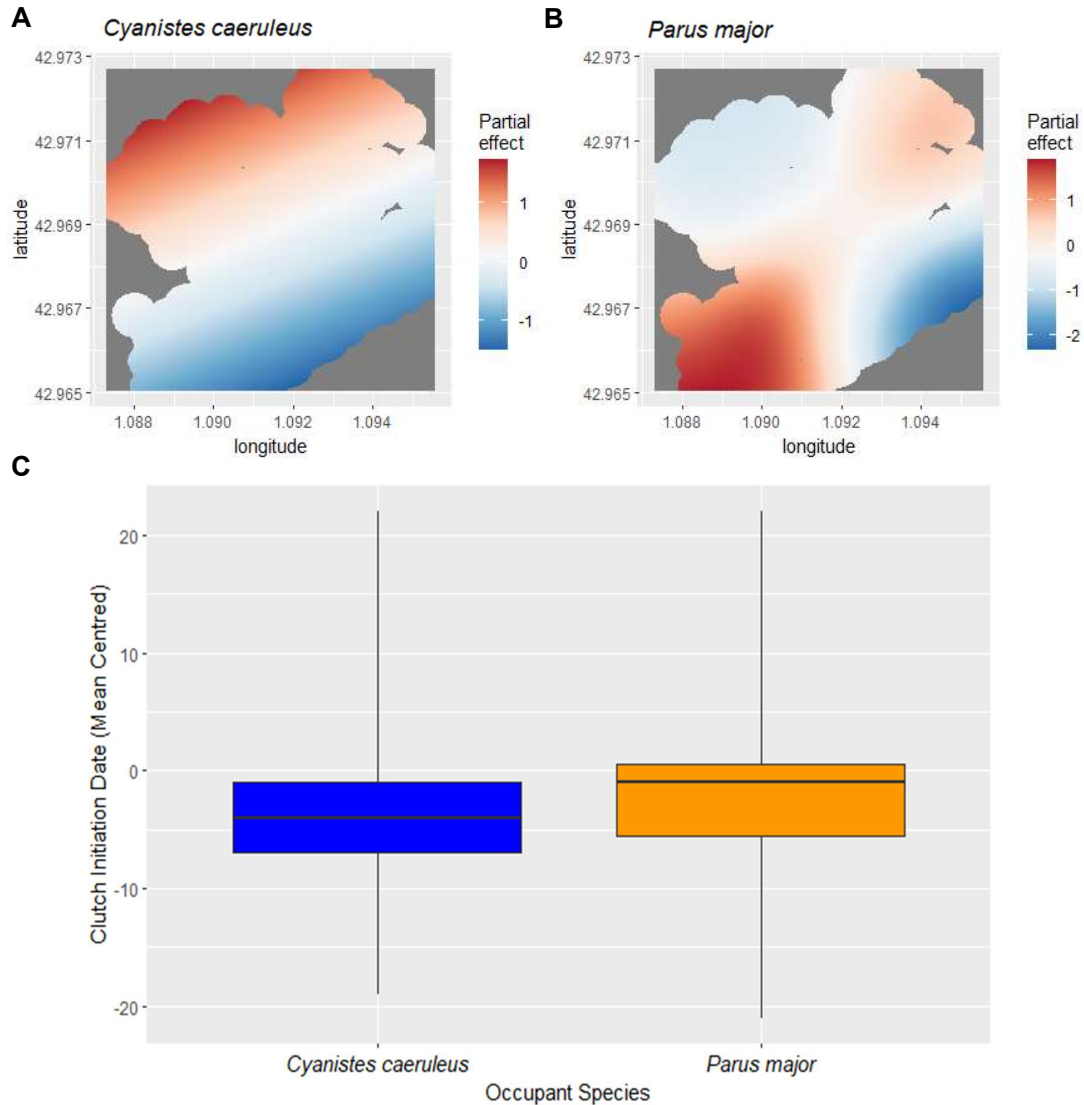 A
Cyanistes caeruleus
42.973
42.971
42.969
42.967
42.965
latitude
1.088 1.090 1.092 1.094
longitude
Partial
effect
1
0
-1
B
Parus major
42.973
42.971
42.969
42.967
42.965
latitude
1.088 1.090 1.092 1.094
longitude
Partial
effect
1
0
-1
-2
C
Clutch Initiation Date (Mean Centred)
20
10
0
-10
-20
Cyanistes caeruleus Parus major
Occupant Species